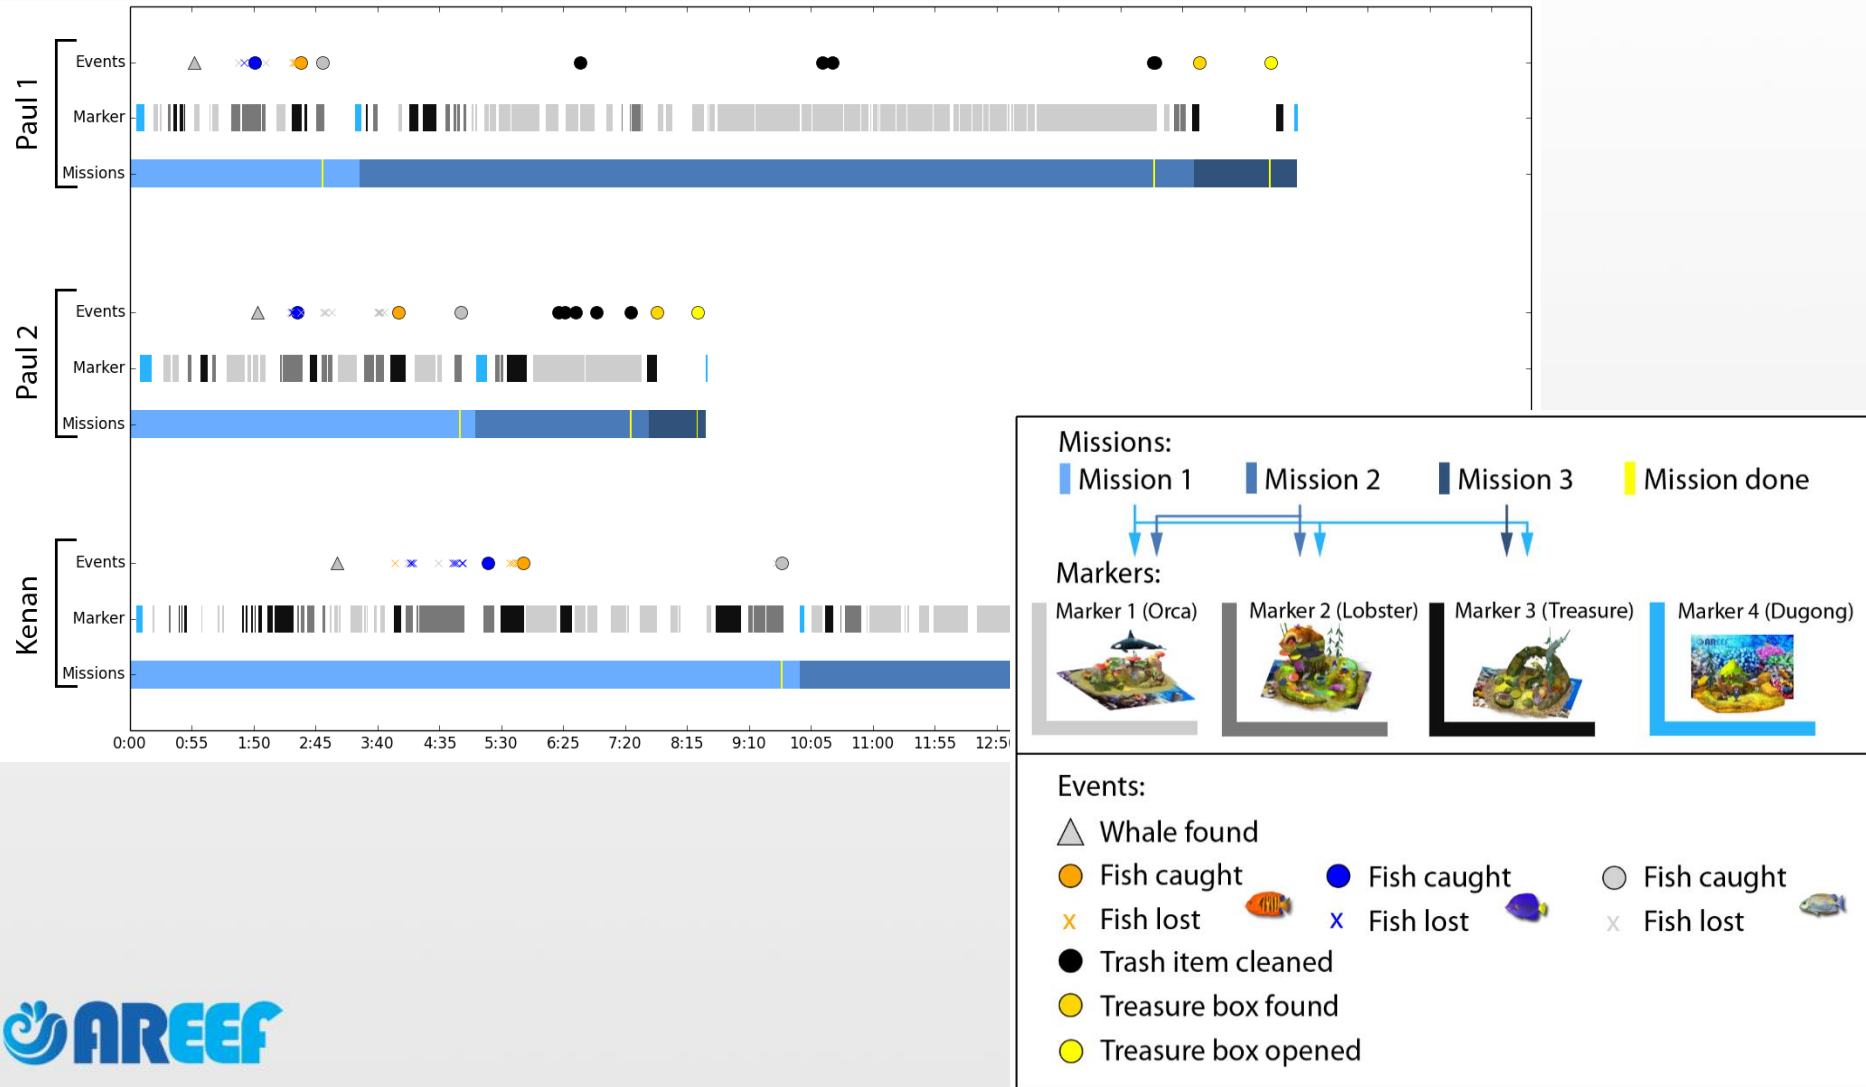 Paul 1
Events
Marker
Missions
Paul 2
Events
Marker
Missions
Kenan
Events
Marker
Missions
0:00 0:55 1:50 2:45 3:40 4:35 5:30 6:25 7:20 8:15 9:10 10:05 11:00 11:55
Missions:
Mission 1 Mission 2 Mission 3 Mission done
Markers:
Marker 1 (Orca) Marker 2 (Lobster) Marker 3 (Treasure) Marker 4 (Dugong)
AREEF
Events:
Whale found
Fish caught Fish caught Fish caught
Fish lost Fish lost Fish lost
Trash item cleaned
Treasure box found
Treasure box opened
AREEF